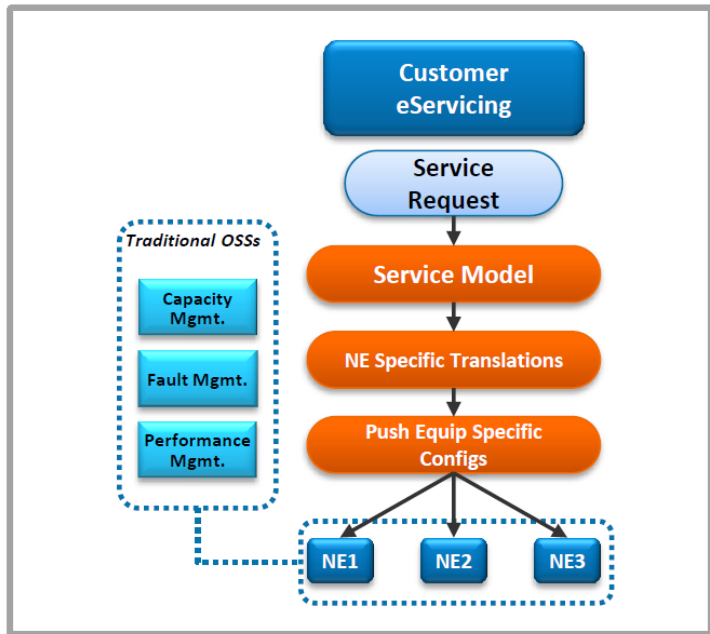 Customer
eServicing
Service
Request
Traditional OSSs
Service Model
Capacity
Mgmt.
NE Specific Translations
Fault Mgmt.
Push Equip Specific
Configs
Performance
Mgmt.
NE1
NE2
NE3